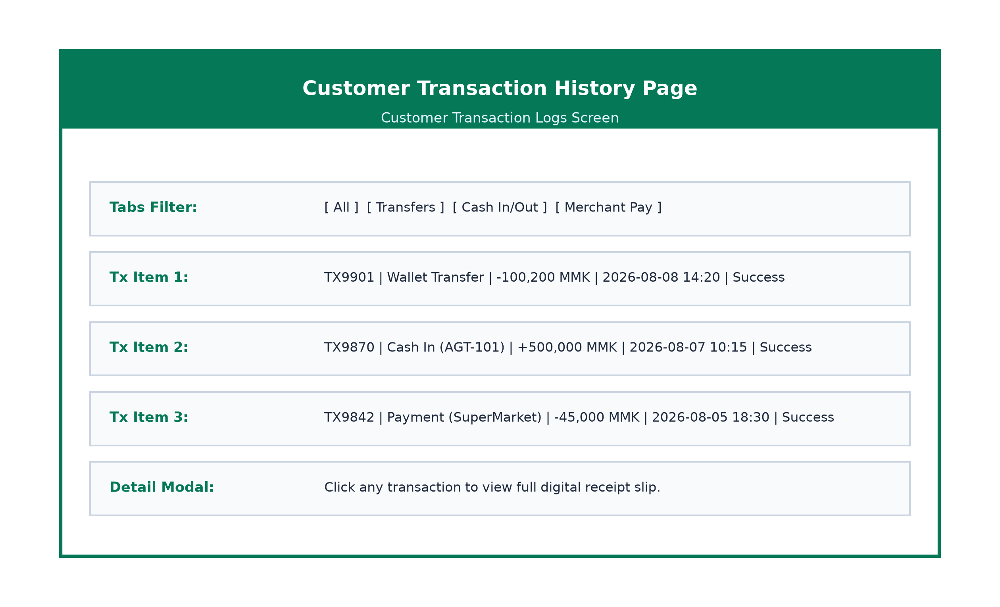 Customer Transaction History Page
Customer Transaction Logs Screen
Tabs Filter: [ All ] [ Transfers ] [ Cash In/Out ] [ Merchant Pay ]
Tx Item 1: TX9901 | Wallet Transfer | -100,200 MMK | 2026-08-08 14:20 | Success
Tx Item 2: TX9870 | Cash In (AGT-101) | +500,000 MMK | 2026-08-07 10:15 | Success
Tx Item 3: TX9842 | Payment (SuperMarket) | -45,000 MMK | 2026-08-05 18:30 | Success
Detail Modal: Click any transaction to view full digital receipt slip.